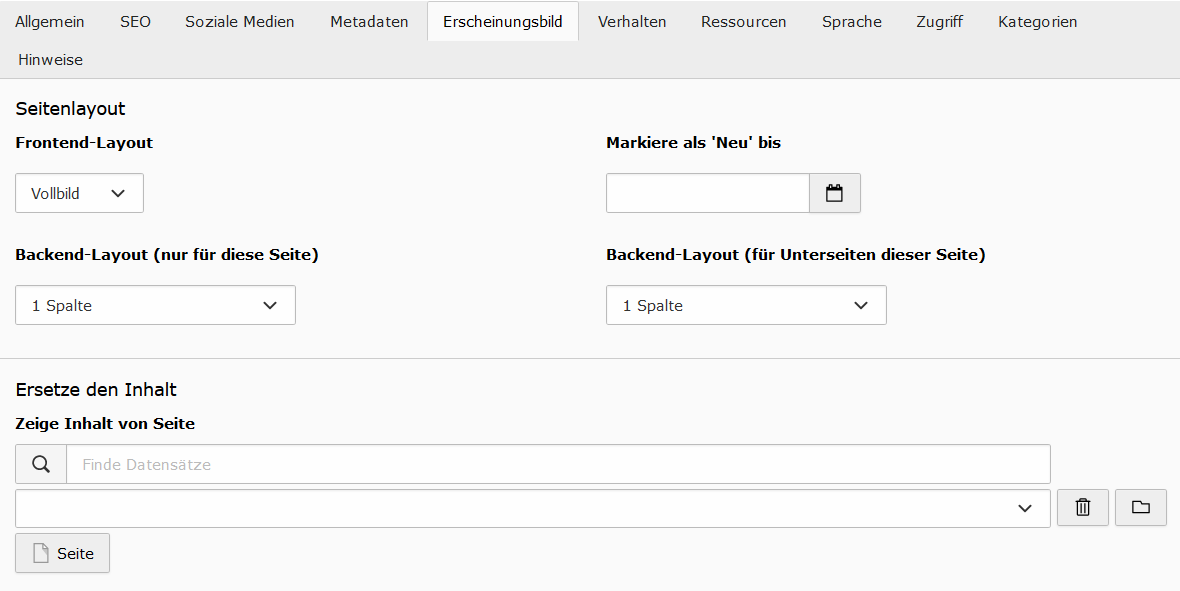 Allgemein SEO Soziale Medien Metadaten Erscheinungsbild Verhalten Ressourcen Sprache Zugriff Kategorien
Hinweise
Seitenlayout
Frontend-Layout Markiere als 'Neu' bis
Vollbild
Backend-Layout (nur für diese Seite) Backend-Layout (für Unterseiten dieser Seite)
1 Spalte 1 Spalte
Ersetze den Inhalt
Zeige Inhalt von Seite
Finde Datensätze
Seite